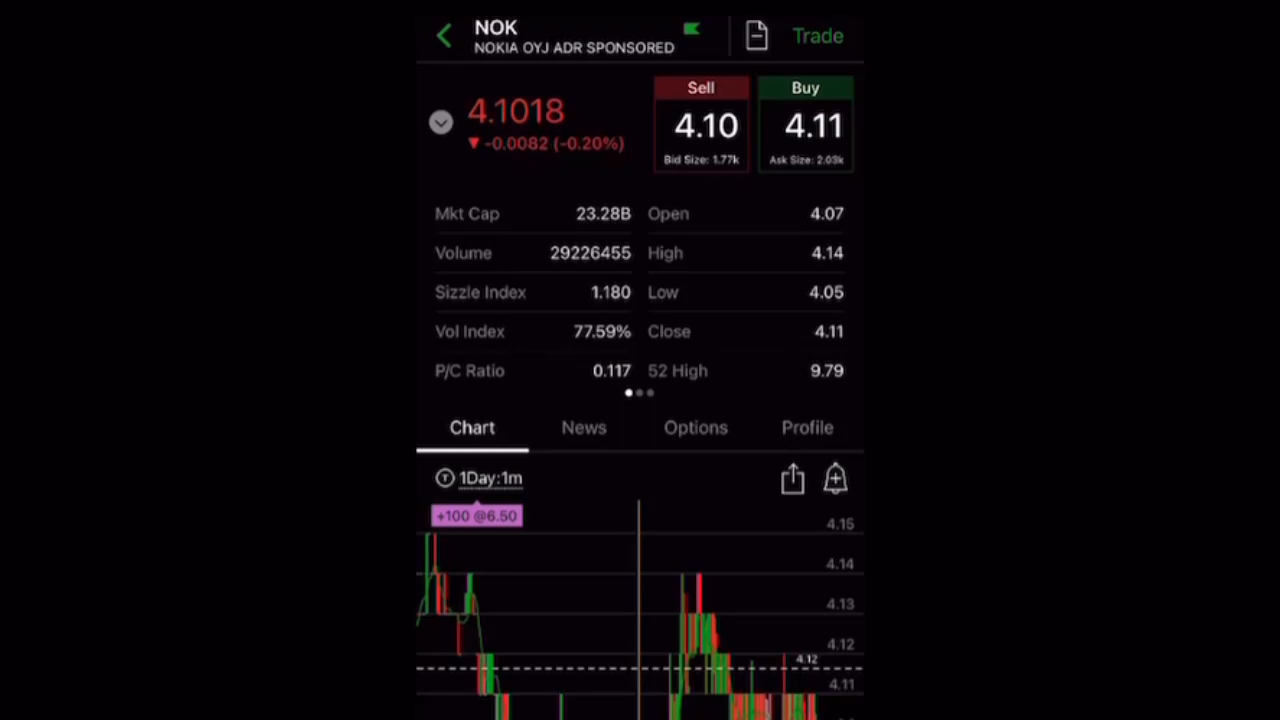 NOK
NOKIA OYJ ADR SPONSORED
Trade
4.1018
-0.0082 (-0.20%)
Sell
4.10
Bid Size: 1.77k
Buy
4.11
Ask Size: 2.03k
Mkt Cap 23.28B Open 4.07
Volume 29226455 High 4.14
Sizzle Index 1.180 Low 4.05
Vol Index 77.59% Close 4.11
P/C Ratio 0.117 52 High 9.79
Chart News Options Profile
T 1Day:1m
+100 @6.50
4.15
4.14
4.13
4.12
4.12
4.11